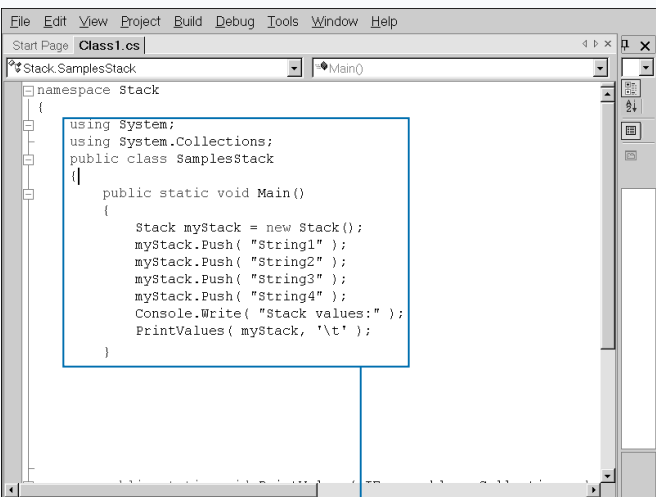 File Edit View Project Build Debug Tools Window Help
Start Page Class1.cs
Stack.SamplesStack Main()
namespace Stack
{
using System;
using System.Collections;
public class SamplesStack
{
public static void Main()
{
Stack myStack = new Stack();
myStack.Push( "String1" );
myStack.Push( "String2" );
myStack.Push( "String3" );
myStack.Push( "String4" );
Console.Write( "Stack values:" );
PrintValues( myStack, '\t' );
}